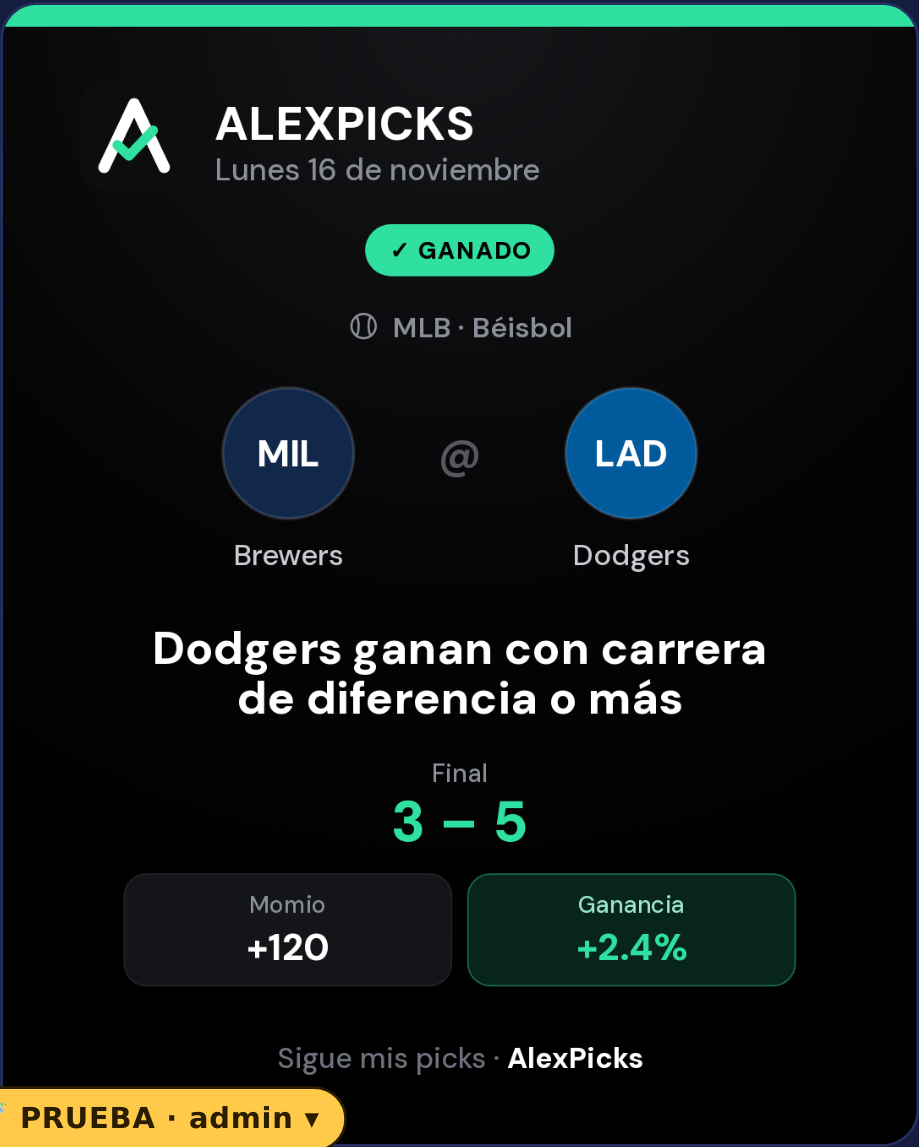 ALEXPICKS
Lunes 16 de noviembre
✓ GANADO
MLB · Béisbol
MIL @ LAD
Brewers Dodgers
Dodgers ganan con carrera
de diferencia o más
Final
3 – 5
Momio Ganancia
+120 +2.4%
Sigue mis picks · AlexPicks
PRUEBA · admin ▾